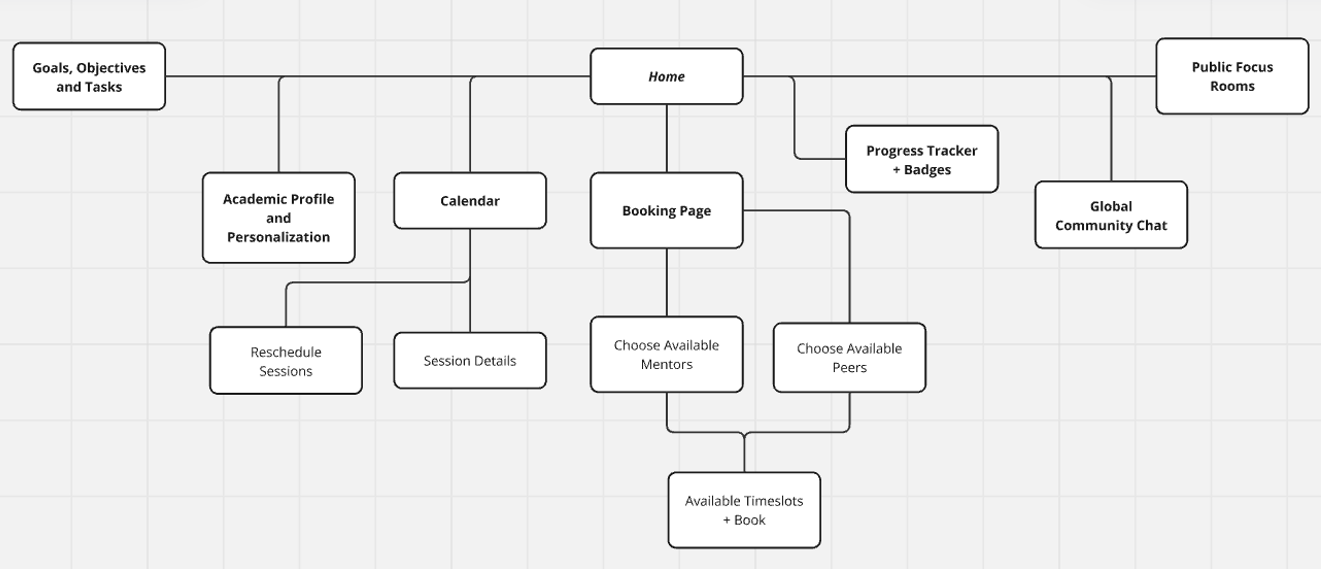 Goals, Objectives
and Tasks
Home
Public Focus
Rooms
Progress Tracker
+ Badges
Academic Profile
and
Personalization
Calendar
Booking Page
Global
Community Chat
Reschedule
Sessions
Session Details
Choose Available
Mentors
Choose Available
Peers
Available Timeslots
+ Book